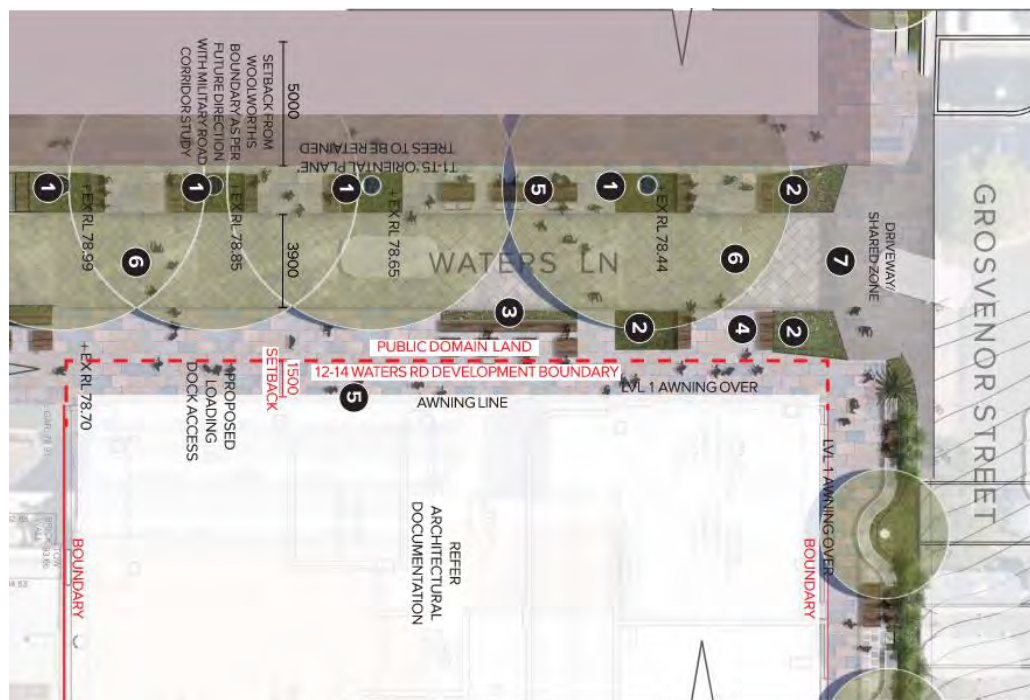 5000
SETBACK FROM
WOOLWORTHS
BOUNDARY AS PER
FUTURE DIRECTION
WITH MILITARY ROAD
CORRIDOR STUDY
T1-T5 'ORIENTAL PLANE'
TREES TO BE RETAINED
1
1
1
5
1
2
+EX RL 78.99
+EX RL 78.85
+EX RL 78.65
+EX RL 78.44
3900
6
WATERS LN
6
7
DRIVEWAY/
SHARED ZONE
GROSVENOR STREET
3
2
4
2
PUBLIC DOMAIN LAND
12-14 WATERS RD DEVELOPMENT BOUNDARY
1500
SETBACK
+EX RL 78.70
PROPOSED
LOADING
DOCK ACCESS
5
AWNING LINE
LVL 1 AWNING OVER
LVL 1 AWNING OVER
REFER
ARCHITECTURAL
DOCUMENTATION
BOUNDARY
BOUNDARY